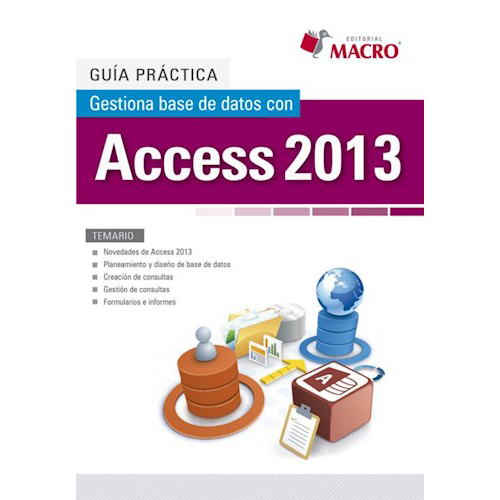 EDITORIAL
MACRO®
GUÍA PRÁCTICA
Gestiona base de datos con
Access 2013
TEMARIO
Novedades de Access 2013
Planeamiento y diseño de base de datos
Creación de consultas
Gestión de consultas
Formularios e informes
A